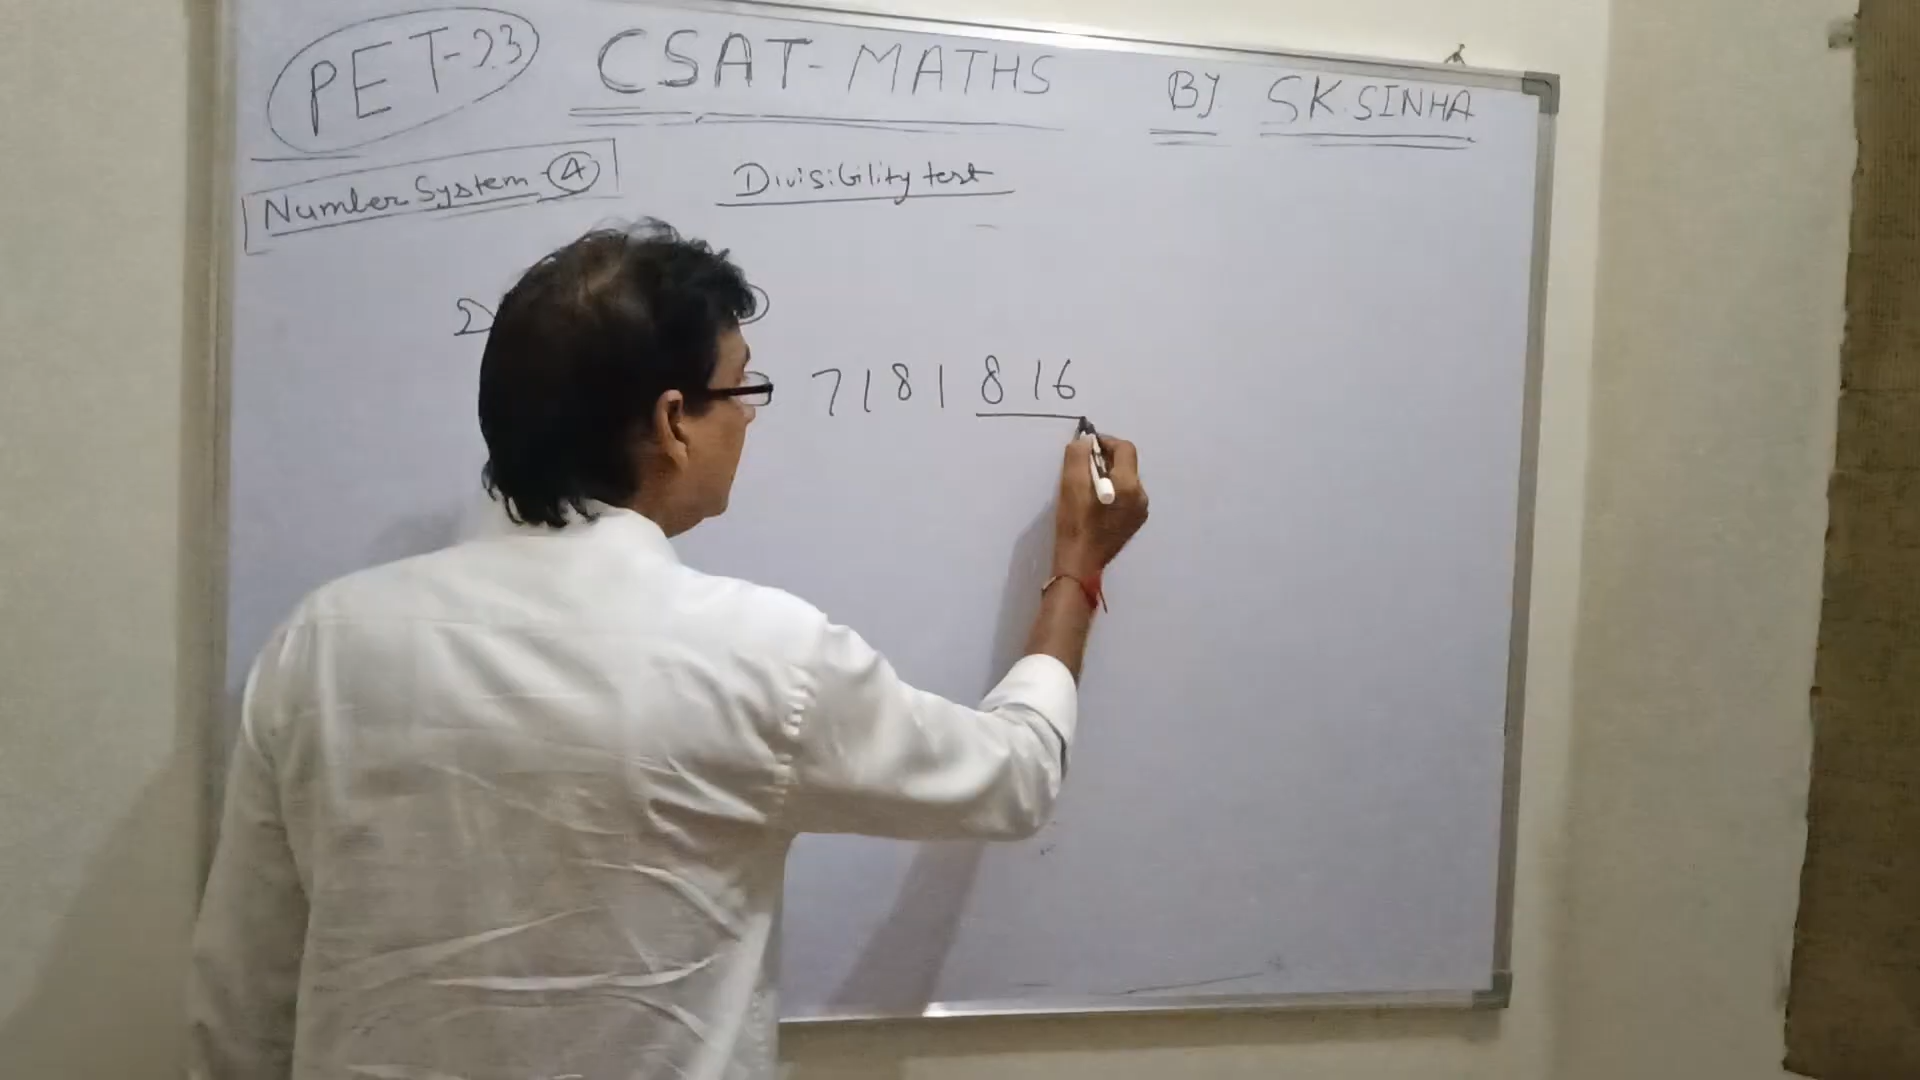 PET-23 CSAT-MATHS BY SK.SINHA
Number System-4 Divisibility test
7181816